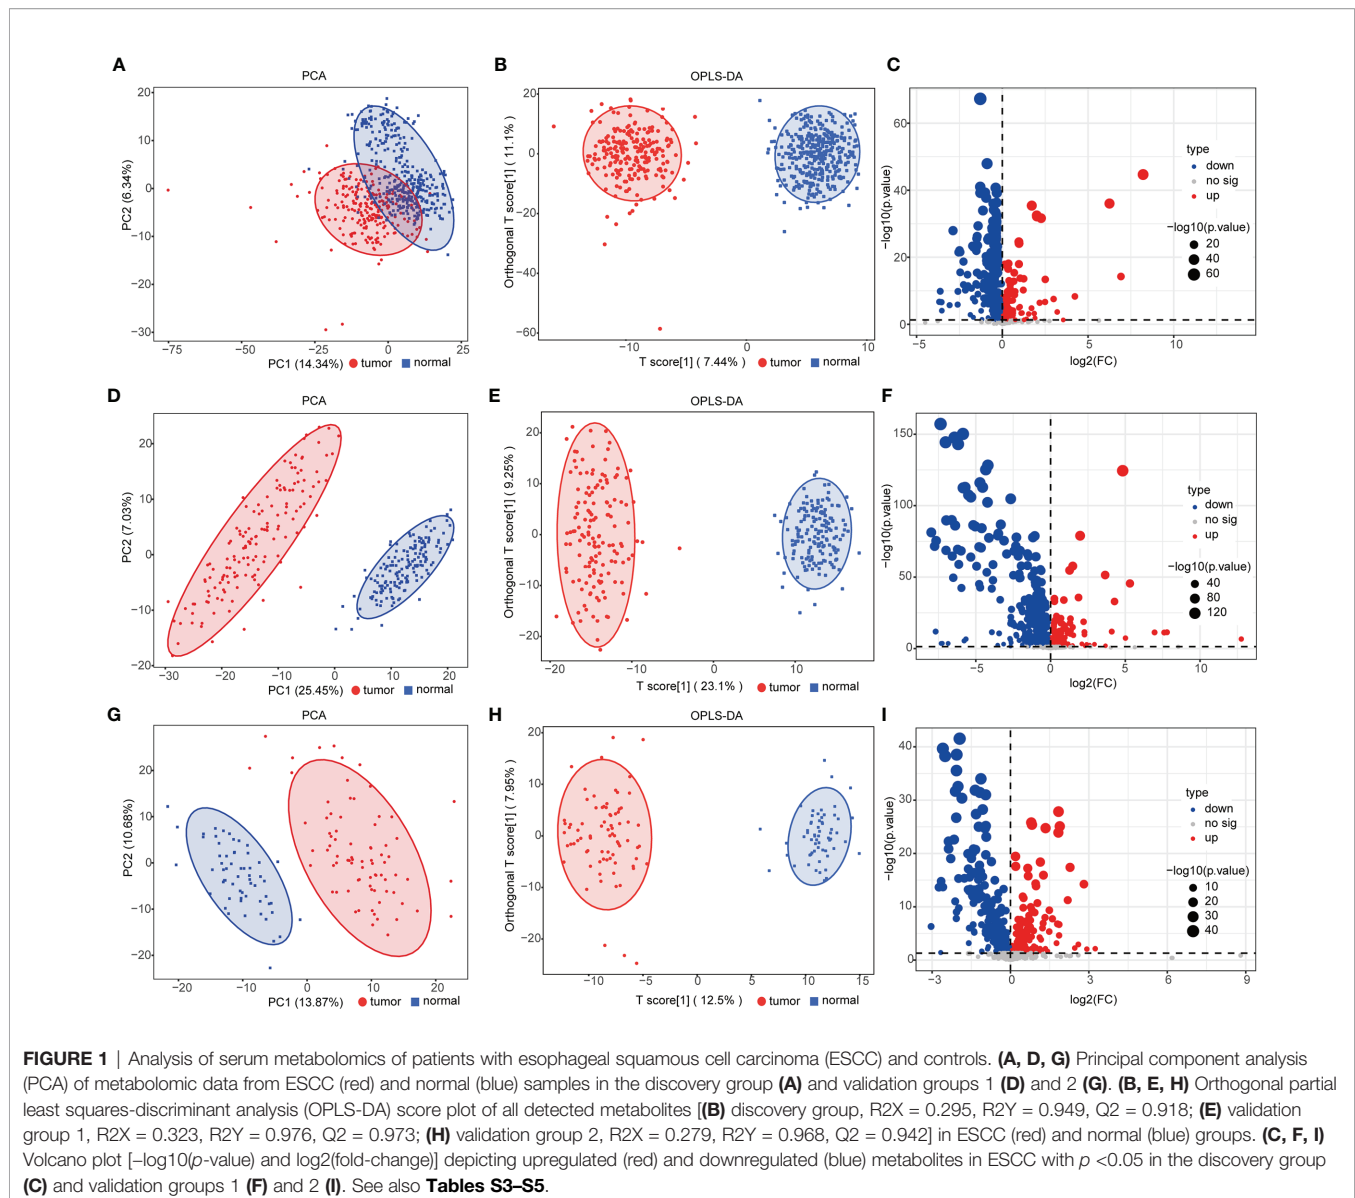 A
PCA
20
10
0
−10
−20
−30
PC2 (6.34%)
−75
−50
−25
0
25
PC1 (14.34%) tumor normal
B
OPLS-DA
20
0
−20
−40
−60
Orthogonal T score[1] ( 11.1% )
−10
0
10
T score[1] ( 7.44% ) tumor normal
C
60
40
20
0
−log10(p.value)
−5
0
5
10
log2(FC)
type
down
no sig
up
−log10(p.value)
20
40
60
D
PCA
20
10
0
−10
−20
PC2 (7.03%)
−30
−20
−10
0
10
20
PC1 (25.45%) tumor normal
E
OPLS-DA
20
10
0
−10
−20
Orthogonal T score[1] ( 9.25% )
−20
−10
0
10
T score[1] ( 23.1% ) tumor normal
F
150
100
50
0
−log10(p.value)
−5
0
5
10
log2(FC)
type
down
no sig
up
−log10(p.value)
40
80
120
G
PCA
20
10
0
−10
−20
PC2 (10.68%)
−20
0
20
PC1 (13.87%) tumor normal
H
OPLS-DA
20
10
0
−10
−20
Orthogonal T score[1] ( 7.95% )
−10
−5
0
5
10
15
T score[1] ( 12.5% ) tumor normal
I
40
30
20
10
0
−log10(p.value)
−3
0
3
6
9
log2(FC)
type
down
no sig
up
−log10(p.value)
10
20
30
40
FIGURE 1 | Analysis of serum metabolomics of patients with esophageal squamous cell carcinoma (ESCC) and controls. (A, D, G) Principal component analysis
(PCA) of metabolomic data from ESCC (red) and normal (blue) samples in the discovery group (A) and validation groups 1 (D) and 2 (G). (B, E, H) Orthogonal partial
least squares-discriminant analysis (OPLS-DA) score plot of all detected metabolites [(B) discovery group, R2X = 0.295, R2Y = 0.949, Q2 = 0.918; (E) validation
group 1, R2X = 0.323, R2Y = 0.976, Q2 = 0.973; (H) validation group 2, R2X = 0.279, R2Y = 0.968, Q2 = 0.942] in ESCC (red) and normal (blue) groups. (C, F, I)
Volcano plot [−log10(p-value) and log2(fold-change)] depicting upregulated (red) and downregulated (blue) metabolites in ESCC with p <0.05 in the discovery group
(C) and validation groups 1 (F) and 2 (I). See also Tables S3–S5.